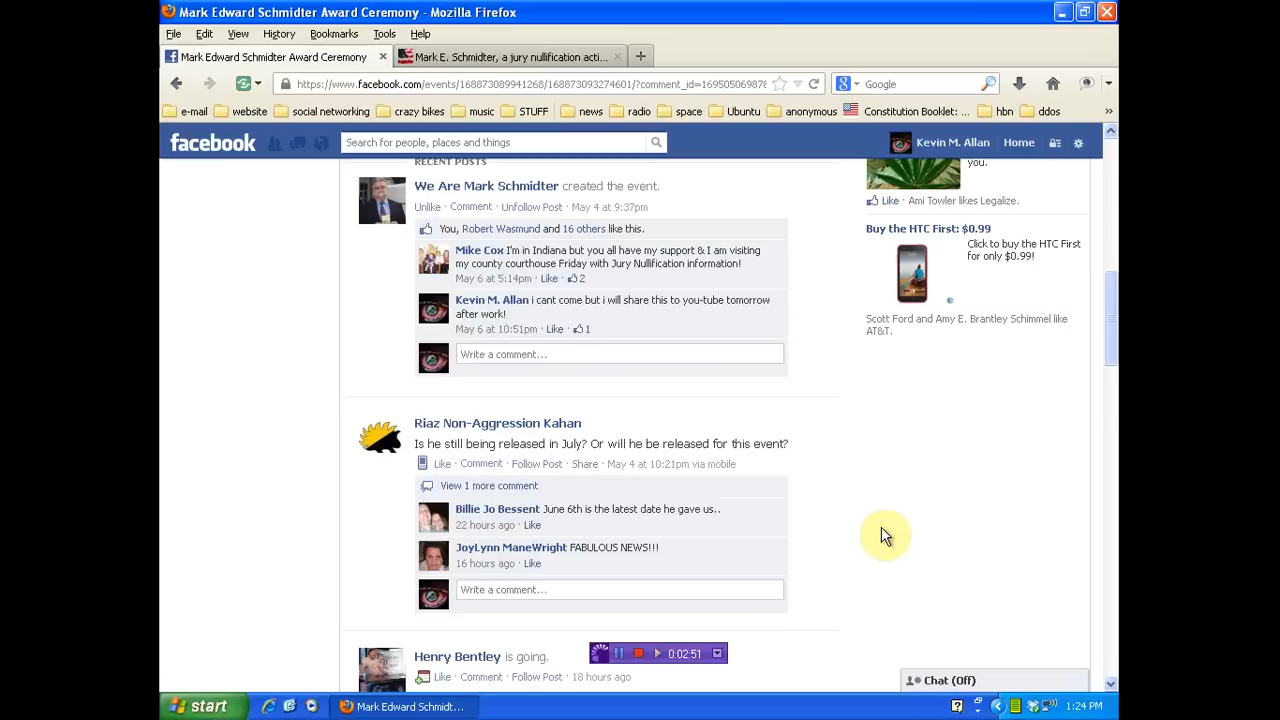 Mark Edward Schmidter Award Ceremony - Mozilla Firefox
File Edit View History Bookmarks Tools Help
Mark Edward Schmidter Award Ceremony × Mark E. Schmidter, a jury nullification acti... × +
https://www.facebook.com/events/168873089941268/168873093274601/?comment_id=169505069878 Google
e-mail website social networking crazy bikes music STUFF news radio space Ubuntu anonymous Constitution Booklet: ... hbn ddos »
facebook Search for people, places and things Kevin M. Allan Home
RECENT POSTS
We Are Mark Schmidter created the event.
Unlike · Comment · Unfollow Post · May 4 at 9:37pm
You, Robert Wasmund and 16 others like this.
Mike Cox I'm in Indiana but you all have my support & I am visiting
my county courthouse Friday with Jury Nullification information!
May 6 at 5:14pm · Like · 2
Kevin M. Allan i cant come but i will share this to you-tube tomorrow
after work!
May 6 at 10:51pm · Like · 1
Write a comment...
Riaz Non-Aggression Kahan
Is he still being released in July? Or will he be released for this event?
Like · Comment · Follow Post · Share · May 4 at 10:21pm via mobile
View 1 more comment
Billie Jo Bessent June 6th is the latest date he gave us..
22 hours ago · Like
JoyLynn ManeWright FABULOUS NEWS!!!
16 hours ago · Like
Write a comment...
Henry Bentley is going.
Like · Comment · Follow Post · 18 hours ago
you.
Like · Ami Towler likes Legalize.
Buy the HTC First: $0.99
Click to buy the HTC First
for only $0.99!
Scott Ford and Amy E. Brantley Schimmel like
AT&T.
0:02:51
Chat (Off)
start Mark Edward Schmidt... 1:24 PM